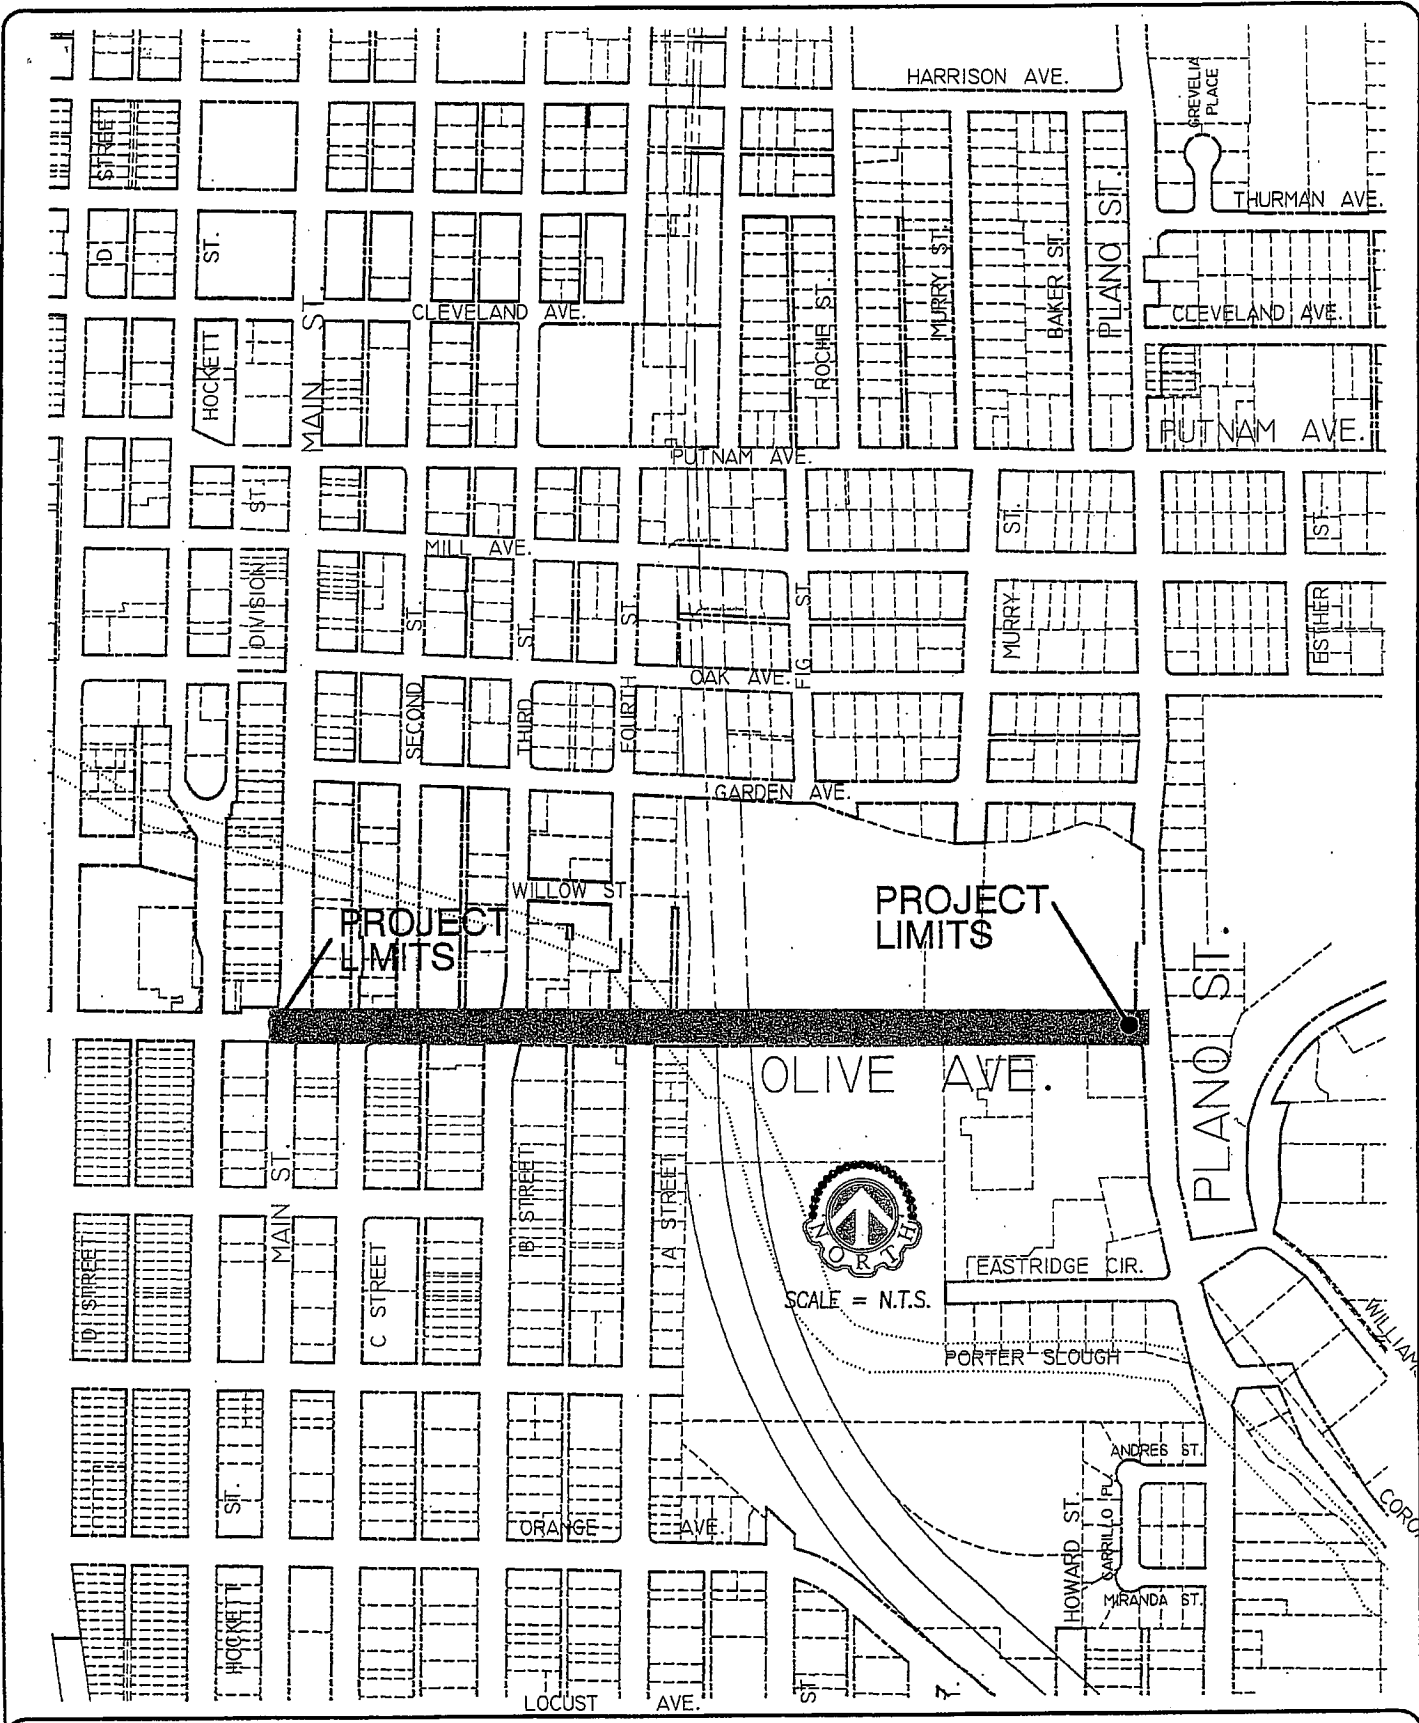 HARRISON AVE.
GREVELIA
PLACE
THURMAN AVE.
D
STREET
HOCKETT
ST.
MAIN ST.
CLEVELAND AVE.
ROCHE ST.
MURRY ST.
BAKER ST.
PLANO ST.
CLEVELAND AVE.
PUTNAM AVE.
PUTNAM AVE.
DIVISION
ST.
MILL AVE.
SECOND
ST.
THIRD
ST.
FOURTH
ST.
OAK AVE.
FIG
ST
MURRY
ST.
ESTHER
ST.
GARDEN AVE.
WILLOW ST
PROJECT
LIMITS
PROJECT
LIMITS
OLIVE AVE.
PLANO ST.
MAIN ST.
D STREET
C STREET
B STREET
A STREET
NORTH
SCALE = N.T.S.
EASTRIDGE CIR.
PORTER SLOUGH
WILLIAMS
ANDRES ST.
CARRILLO PL.
HOWARD ST.
MIRANDA ST.
ORANGE AVE.
HOCKETT
ST.
LOCUST AVE.
ST